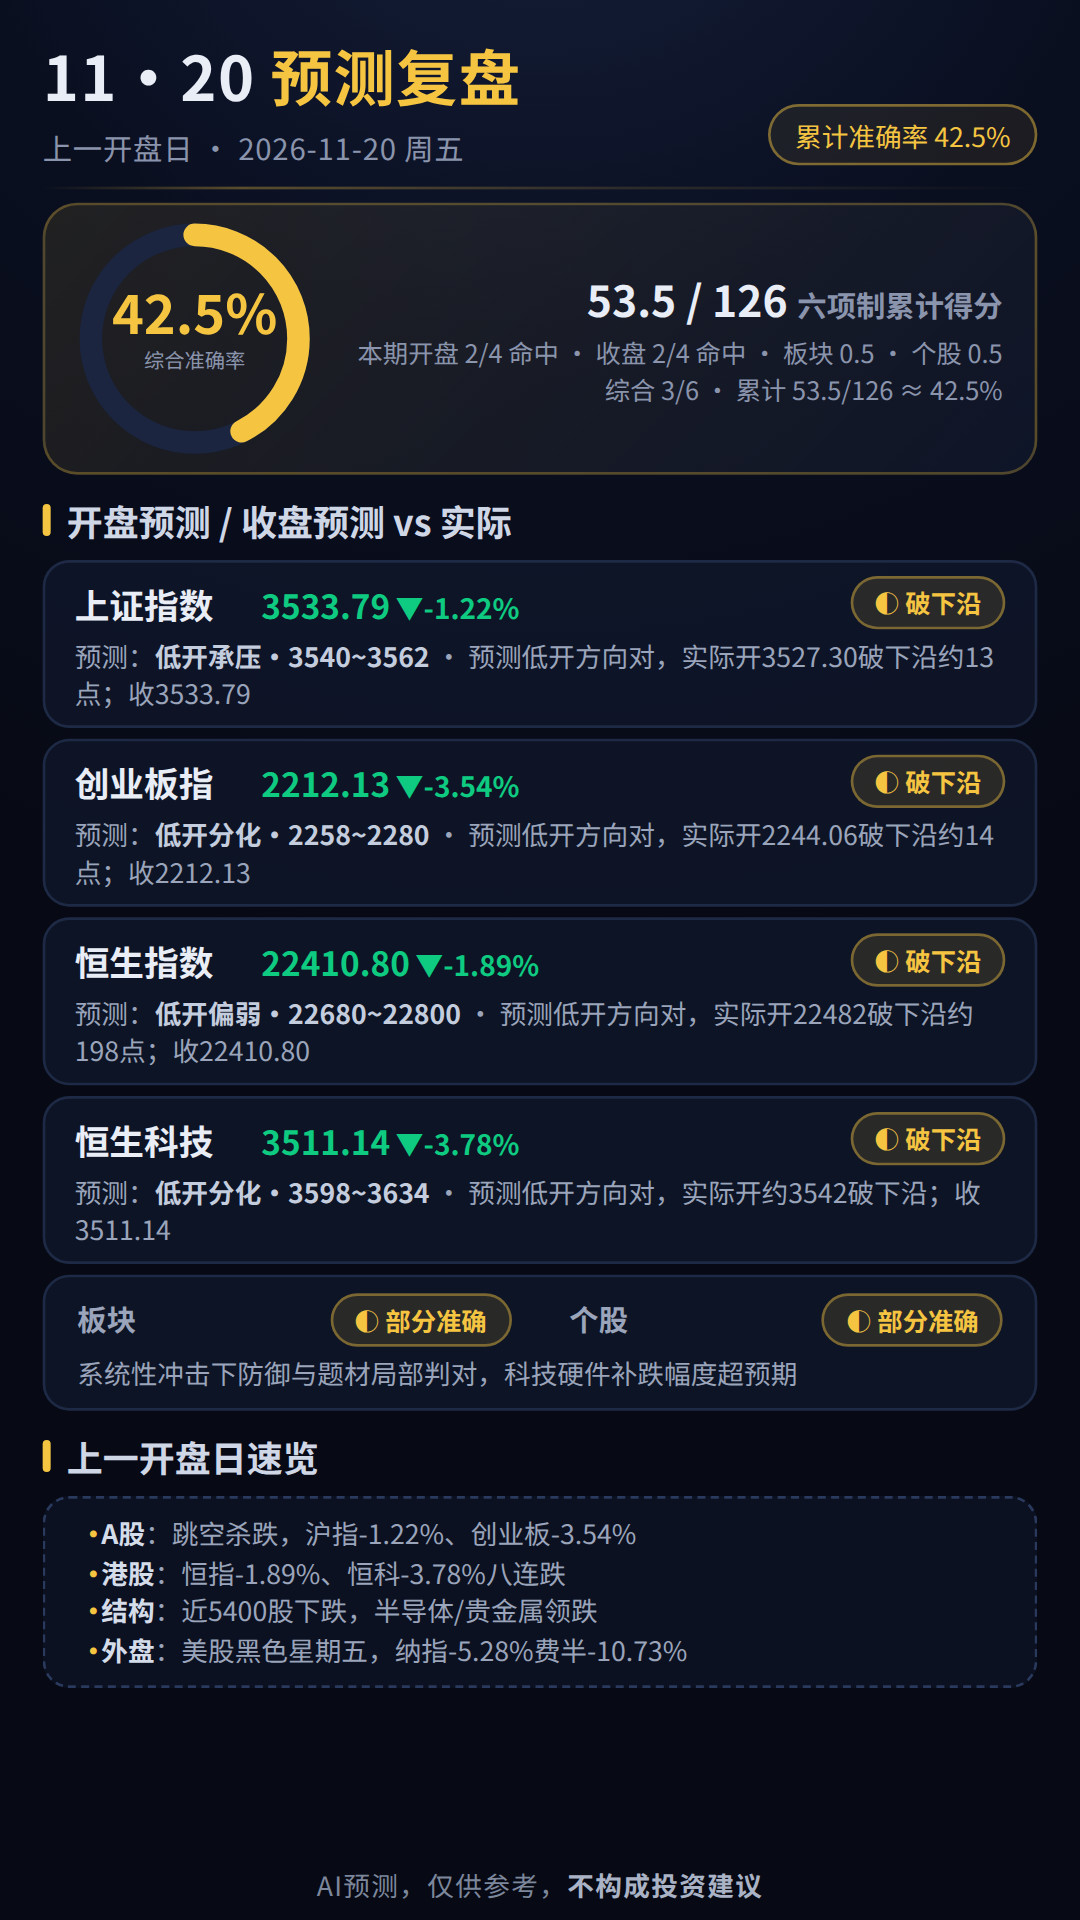 11·20 预测复盘
上一开盘日 · 2026-11-20 周五
累计准确率 42.5%
42.5%
综合准确率
53.5 / 126 六项制累计得分
本期开盘 2/4 命中 · 收盘 2/4 命中 · 板块 0.5 · 个股 0.5
综合 3/6 · 累计 53.5/126 ≈ 42.5%
开盘预测 / 收盘预测 vs 实际
上证指数 3533.79 ▼-1.22% ◐ 破下沿
预测：低开承压·3540~3562 · 预测低开方向对，实际开3527.30破下沿约13
点；收3533.79
创业板指 2212.13 ▼-3.54% ◐ 破下沿
预测：低开分化·2258~2280 · 预测低开方向对，实际开2244.06破下沿约14
点；收2212.13
恒生指数 22410.80 ▼-1.89% ◐ 破下沿
预测：低开偏弱·22680~22800 · 预测低开方向对，实际开22482破下沿约
198点；收22410.80
恒生科技 3511.14 ▼-3.78% ◐ 破下沿
预测：低开分化·3598~3634 · 预测低开方向对，实际开约3542破下沿；收
3511.14
板块 ◐ 部分准确 个股 ◐ 部分准确
系统性冲击下防御与题材局部判对，科技硬件补跌幅度超预期
上一开盘日速览
•A股：跳空杀跌，沪指-1.22%、创业板-3.54%
•港股：恒指-1.89%、恒科-3.78%八连跌
•结构：近5400股下跌，半导体/贵金属领跌
•外盘：美股黑色星期五，纳指-5.28%费半-10.73%
AI预测，仅供参考，不构成投资建议